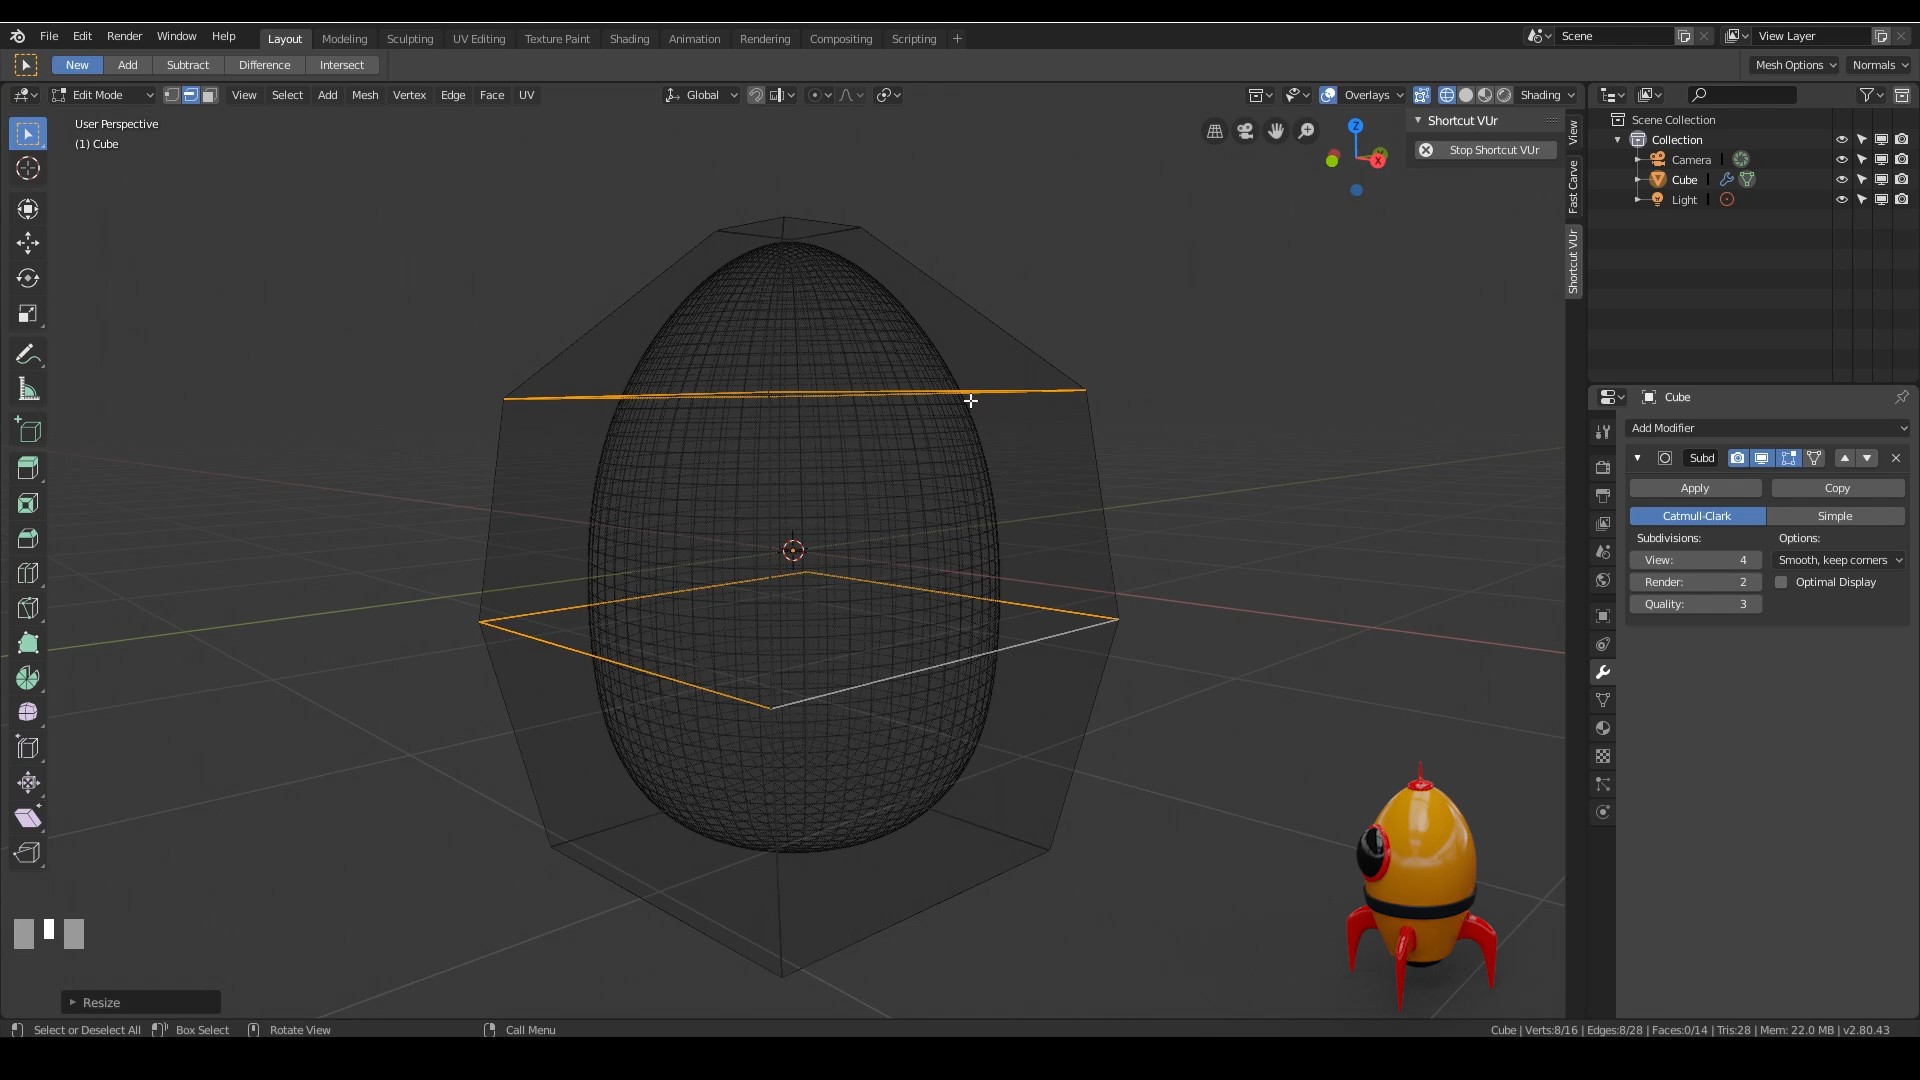 File Edit Render Window Help Layout Modeling Sculpting UV Editing Texture Paint Shading Animation Rendering Compositing Scripting + Scene View Layer
New Add Subtract Difference Intersect Mesh Options Normals
Edit Mode View Select Add Mesh Vertex Edge Face UV Global Overlays Shading
User Perspective
(1) Cube
Z
Y
X
Shortcut VUr
Stop Shortcut VUr
View
Fast Carve
Shortcut VUr
Scene Collection
Collection
Camera
Cube
Light
Cube
Add Modifier
Subd
Apply Copy
Catmull-Clark Simple
Subdivisions: Options:
View: 4 Smooth, keep corners
Render: 2 Optimal Display
Quality: 3
Resize
Select or Deselect All Box Select Rotate View Call Menu Cube | Verts:8/16 | Edges:8/28 | Faces:0/14 | Tris:28 | Mem: 22.0 MB | v2.80.43